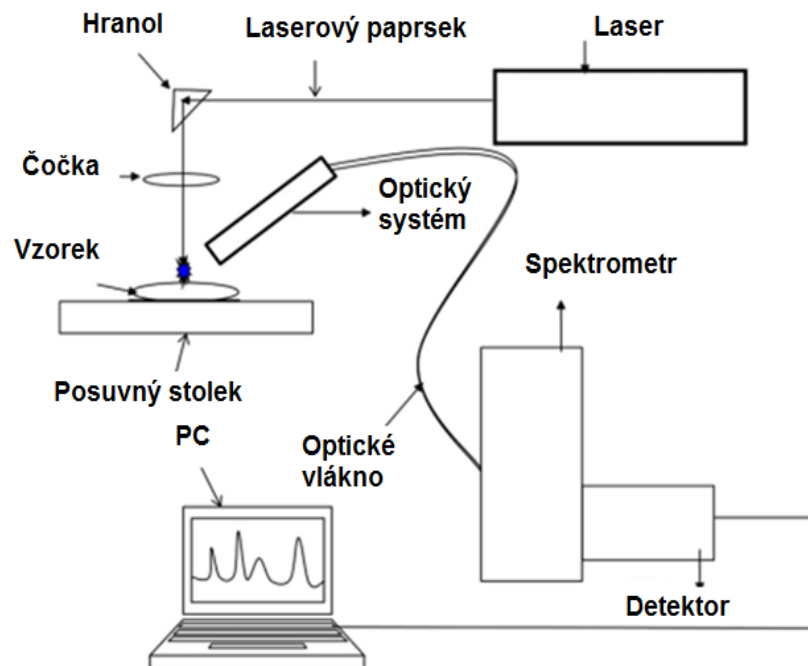 Hranol
Laserový paprsek
Laser
Čočka
Optický
systém
Vzorek
Spektrometr
Posuvný stolek
PC
Optické
vlákno
Detektor